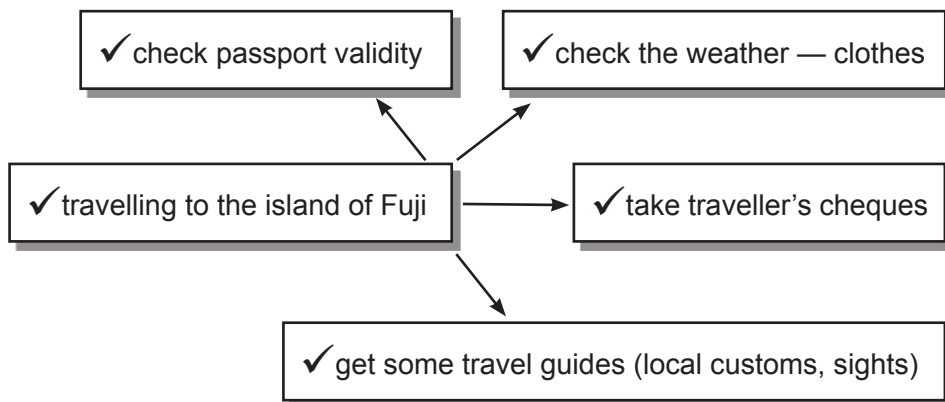 ✓ check passport validity
✓ check the weather — clothes
✓ travelling to the island of Fuji
✓ take traveller's cheques
✓ get some travel guides (local customs, sights)